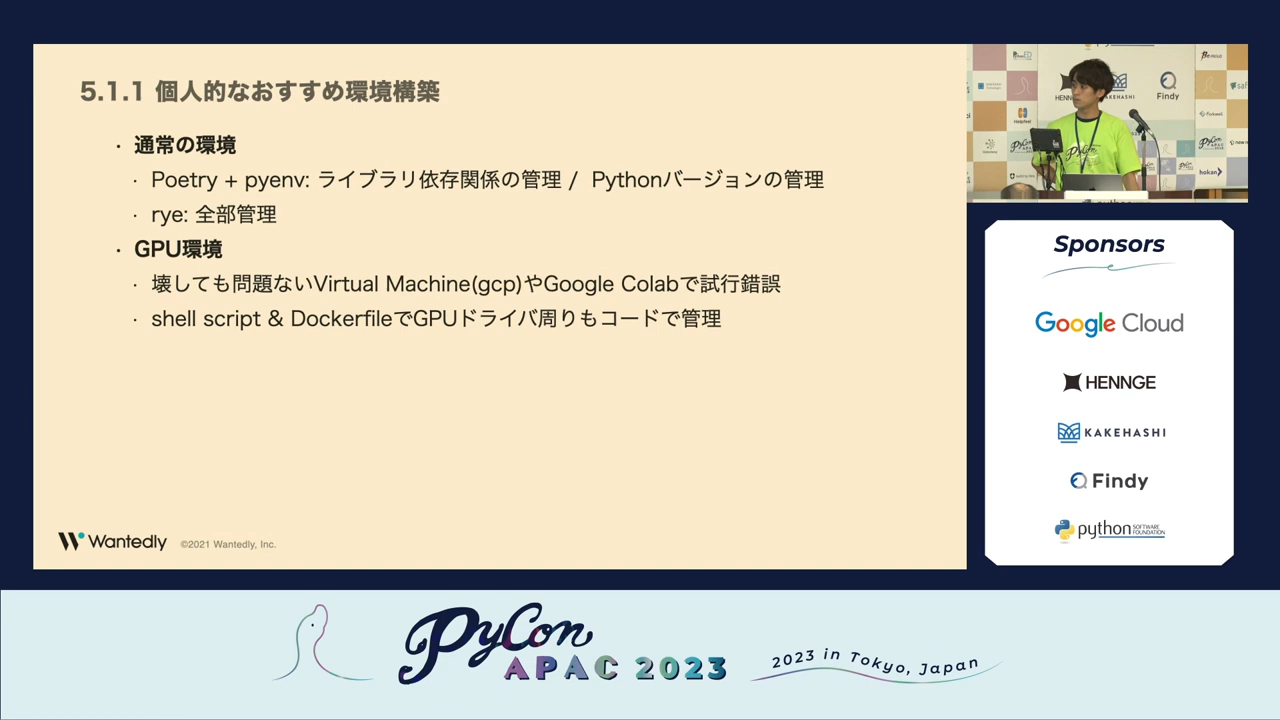 5.1.1 個人的なおすすめ環境構築
・ 通常の環境
・ Poetry + pyenv: ライブラリ依存関係の管理 / Pythonバージョンの管理
・ rye: 全部管理
・ GPU環境
・ 壊しても問題ないVirtual Machine(gcp)やGoogle Colabで試行錯誤
・ shell script & DockerfileでGPUドライバ周りもコードで管理
Wantedly ©2021 Wantedly, Inc.
Findy
hokan
Sponsors
Google Cloud
HENNGE
KAKEHASHI
Findy
python SOFTWARE FOUNDATION
PyCon
APAC 2023
2023 in Tokyo, Japan